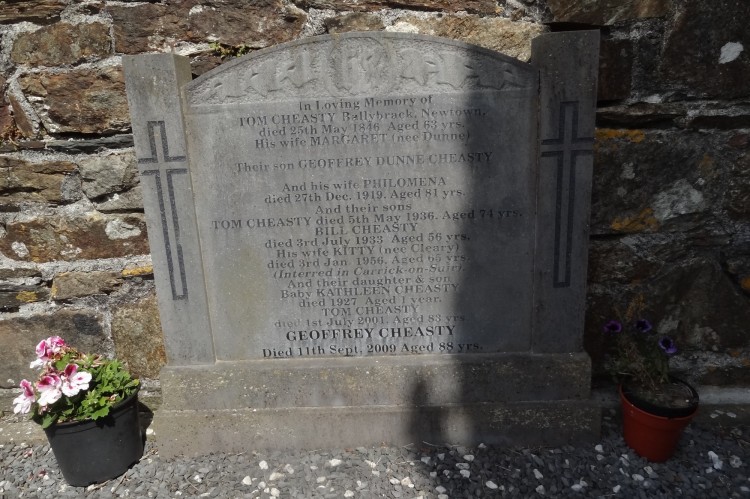 In Loving Memory of
TOM CHEASTY Ballybrack, Newtown,
died 25th May 1846 Aged 63 yrs.
His wife MARGARET (nee Dunne)
Their son GEOFFREY DUNNE CHEASTY
And his wife PHILOMENA
died 27th Dec. 1919. Aged 81 yrs.
And their sons
TOM CHEASTY died 5th May 1936. Aged 74 yrs.
BILL CHEASTY
died 3rd July 1933 Aged 56 yrs.
His wife KITTY (nee Cleary)
died 3rd Jan. 1956. Aged 65 yrs.
(Interred in Carrick-on-Suir)
And their daughter & son
Baby KATHLEEN CHEASTY
died 1927 Aged 1 year.
TOM CHEASTY
died 1st July 2001. Aged 83 yrs.
GEOFFREY CHEASTY
Died 11th Sept. 2009 Aged 88 yrs.